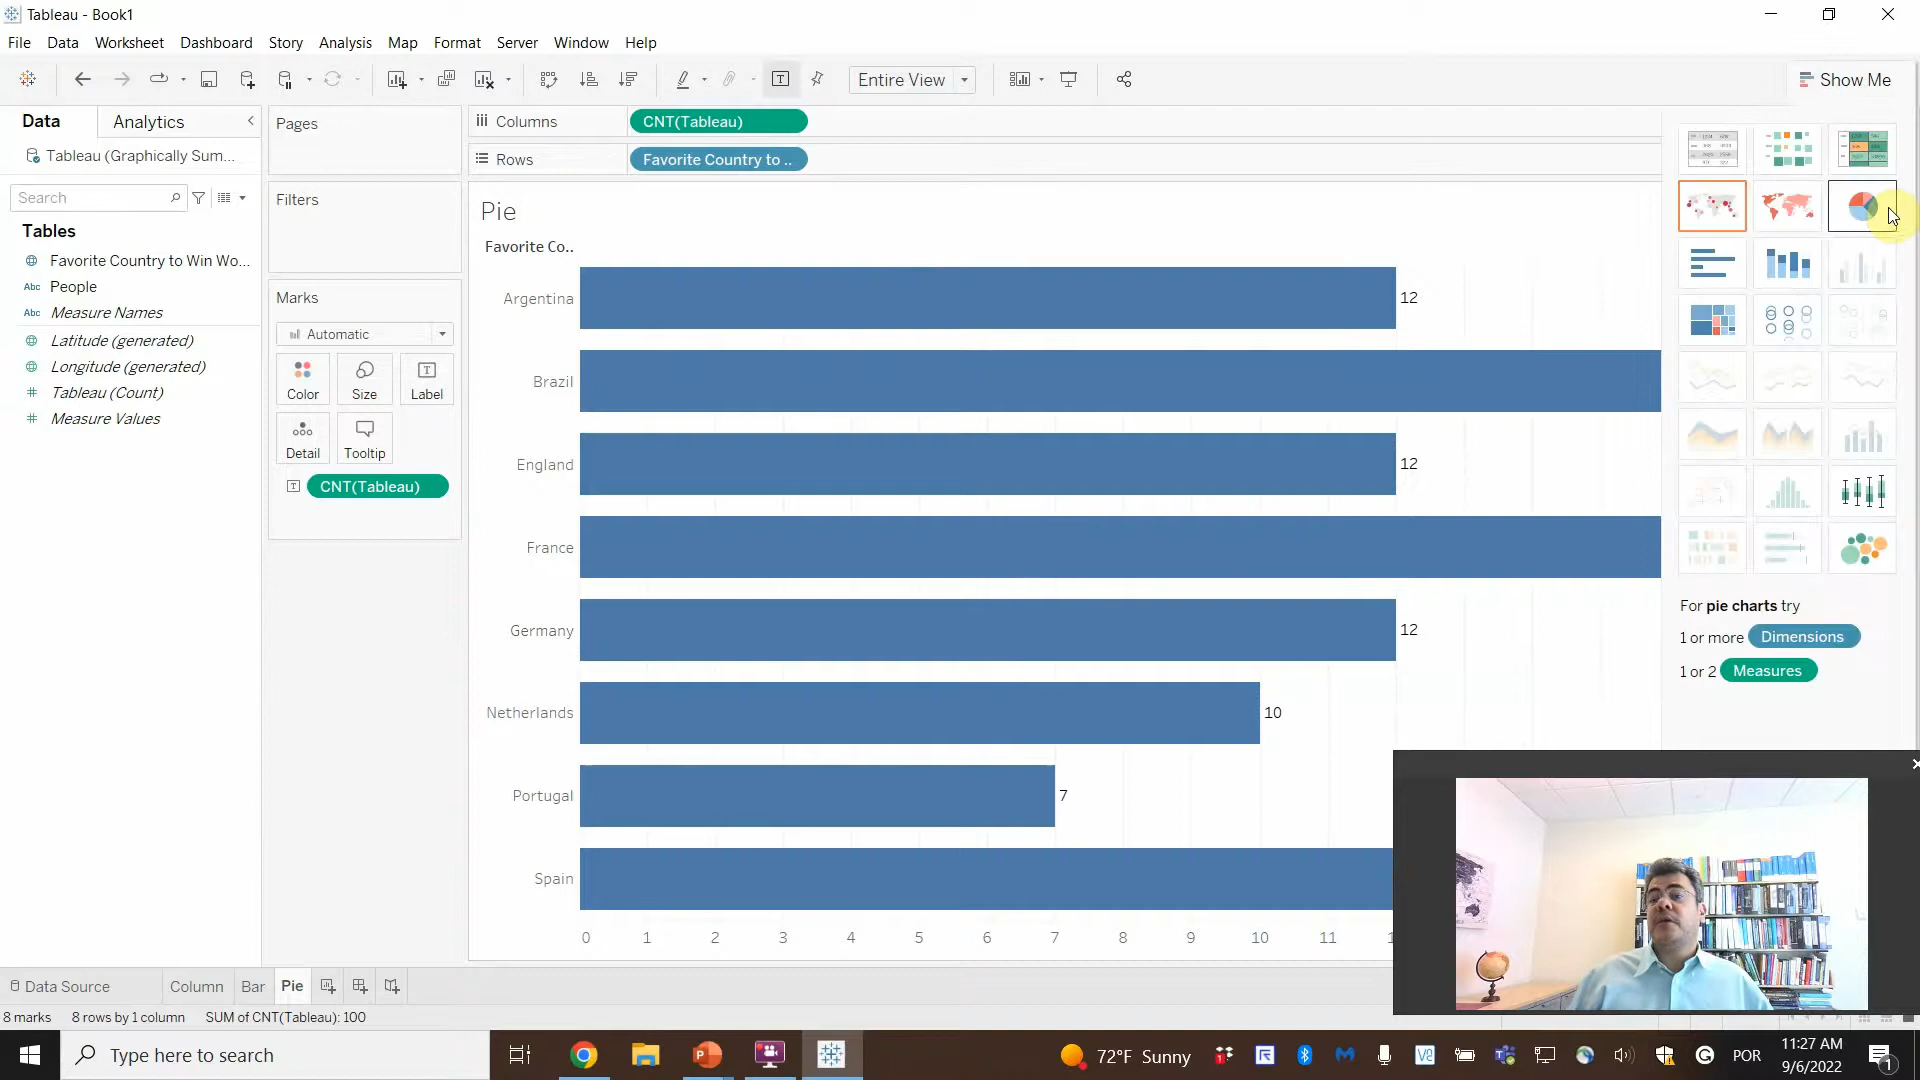 Tableau - Book1
File Data Worksheet Dashboard Story Analysis Map Format Server Window Help
Entire View
Show Me
Data Analytics
Tableau (Graphically Sum...
Search
Tables
Favorite Country to Win Wo...
Abc People
Abc Measure Names
Latitude (generated)
Longitude (generated)
# Tableau (Count)
# Measure Values
Pages
Filters
Marks
Automatic
Color Size Label
Detail Tooltip
CNT(Tableau)
Columns CNT(Tableau)
Rows Favorite Country to ..
Pie
Favorite Co..
Argentina 12
Brazil
England 12
France
Germany 12
Netherlands 10
Portugal 7
Spain
0 1 2 3 4 5 6 7 8 9 10 11
For pie charts try
1 or more Dimensions
1 or 2 Measures
Data Source Column Bar Pie
8 marks 8 rows by 1 column SUM of CNT(Tableau): 100
Type here to search
72°F Sunny
POR
11:27 AM
9/6/2022
1